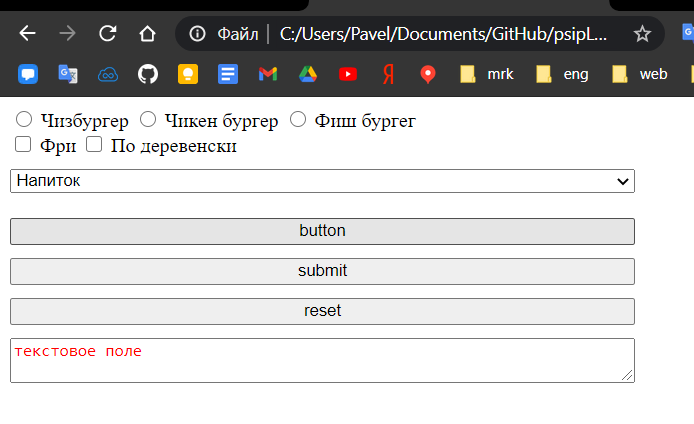 Файл C:/Users/Pavel/Documents/GitHub/psipL...
mrk eng web
Чизбургер Чикен бургер Фиш бургег
Фри По деревенски
Напиток
button
submit
reset
текстовое поле